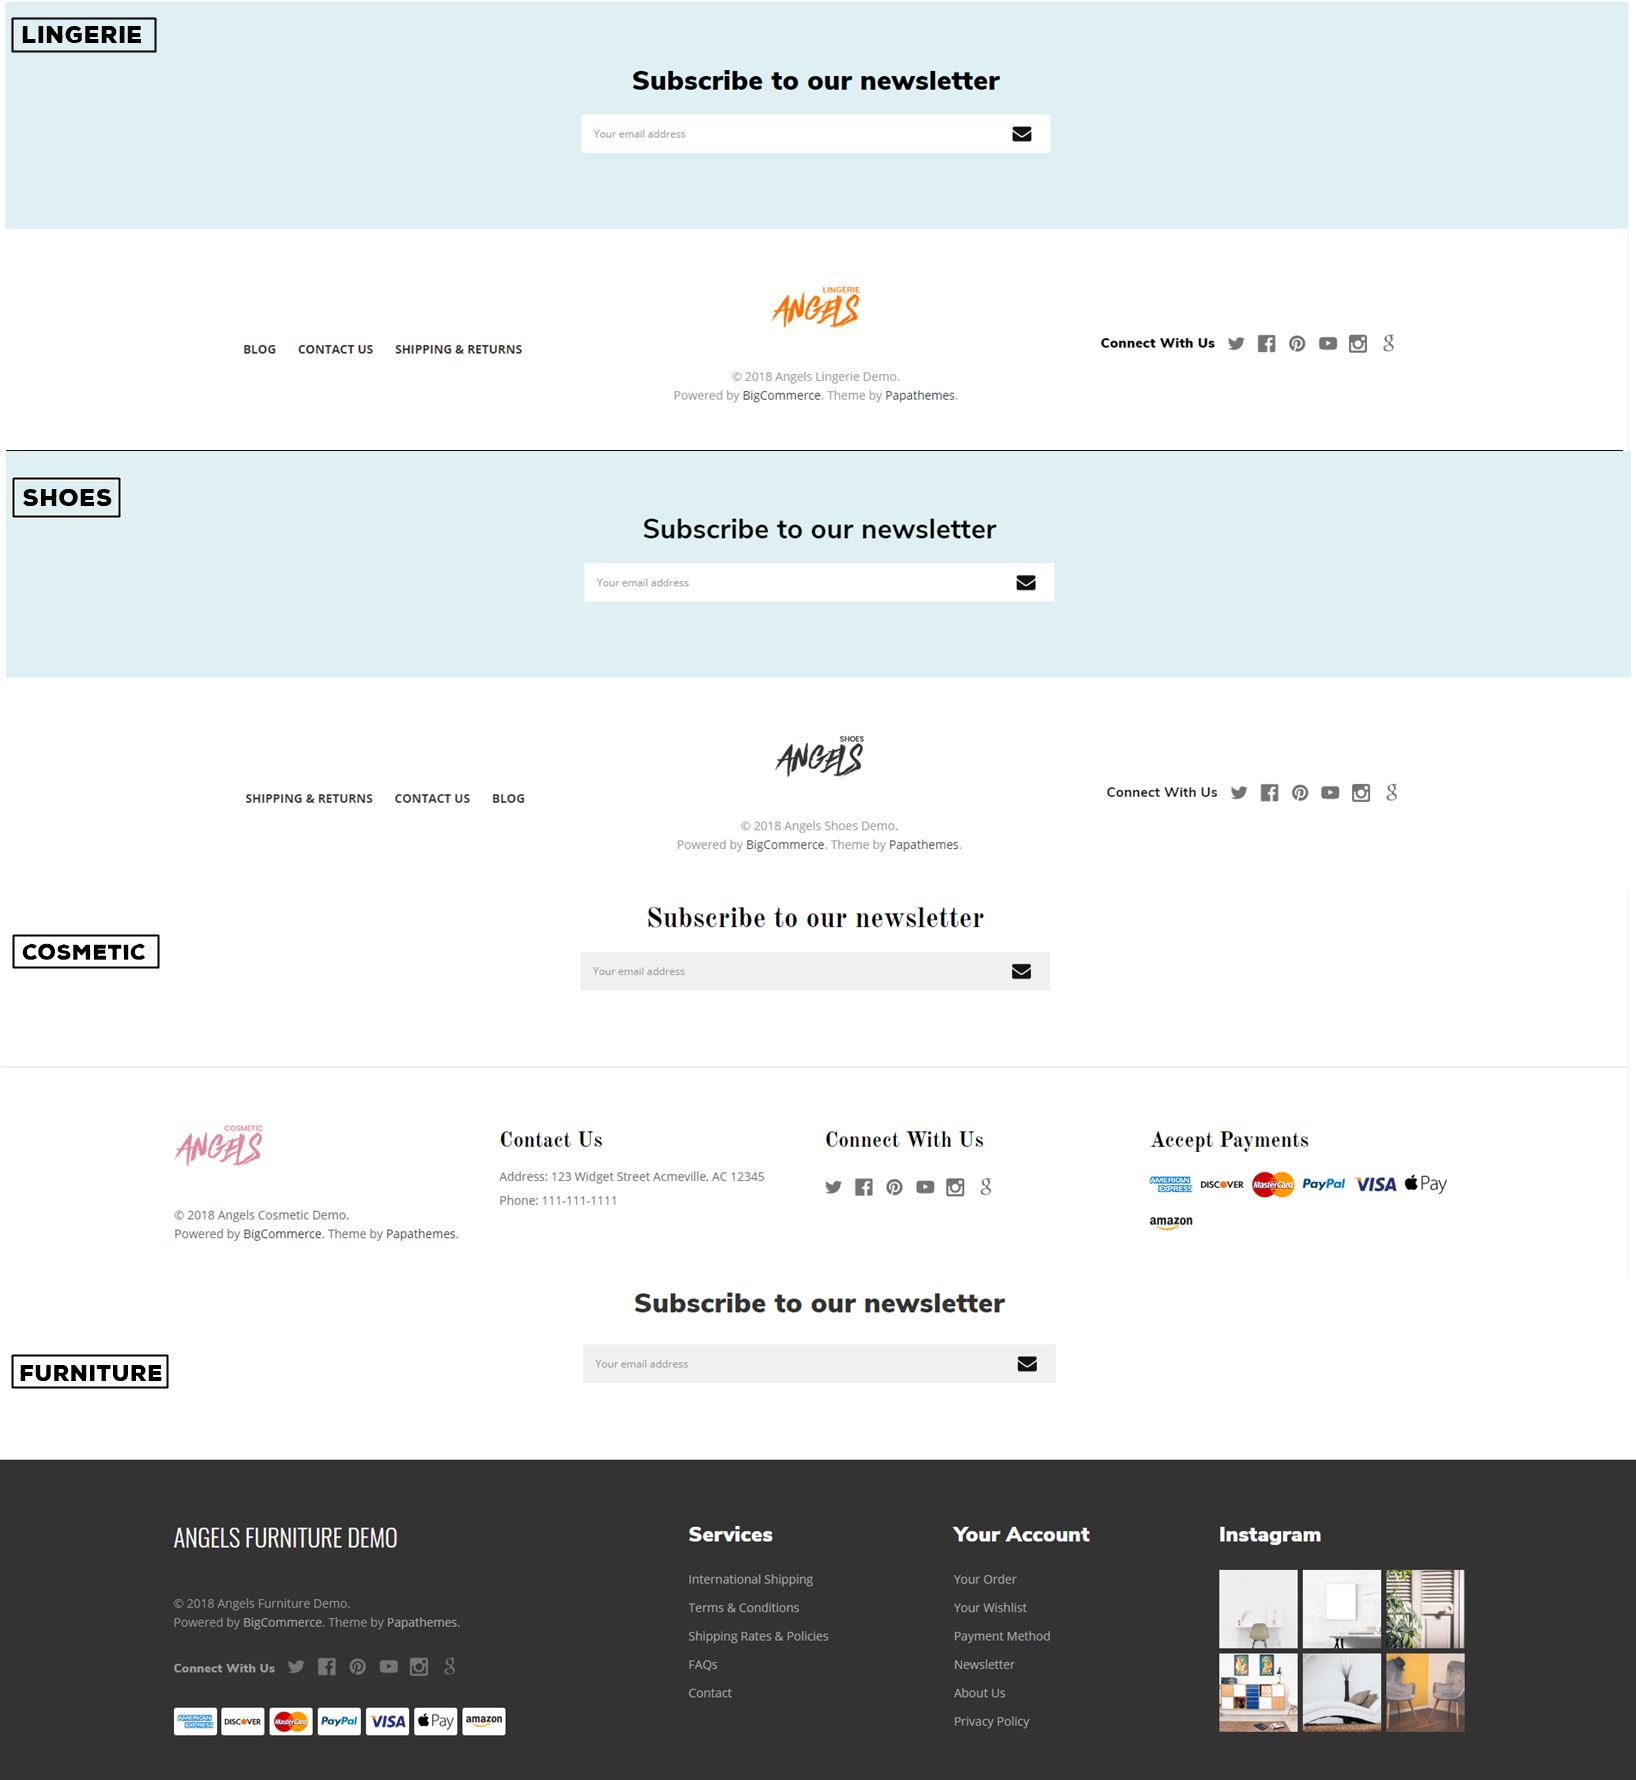 LINGERIE
Subscribe to our newsletter
Your email address
LINGERIE
ANGELS
BLOG CONTACT US SHIPPING & RETURNS
Connect With Us
© 2018 Angels Lingerie Demo.
Powered by BigCommerce. Theme by Papathemes.
SHOES
Subscribe to our newsletter
Your email address
SHOES
ANGELS
SHIPPING & RETURNS CONTACT US BLOG
Connect With Us
© 2018 Angels Shoes Demo.
Powered by BigCommerce. Theme by Papathemes.
COSMETIC
Subscribe to our newsletter
Your email address
COSMETIC
ANGELS
© 2018 Angels Cosmetic Demo.
Powered by BigCommerce. Theme by Papathemes.
Contact Us
Address: 123 Widget Street Acmeville, AC 12345
Phone: 111-111-1111
Connect With Us
Accept Payments
AMERICAN EXPRESS DISCOVER MasterCard PayPal VISA Pay
amazon
FURNITURE
Subscribe to our newsletter
Your email address
ANGELS FURNITURE DEMO
© 2018 Angels Furniture Demo.
Powered by BigCommerce. Theme by Papathemes.
Connect With Us
AMERICAN EXPRESS DISCOVER MasterCard PayPal VISA Pay amazon
Services
International Shipping
Terms & Conditions
Shipping Rates & Policies
FAQs
Contact
Your Account
Your Order
Your Wishlist
Payment Method
Newsletter
About Us
Privacy Policy
Instagram